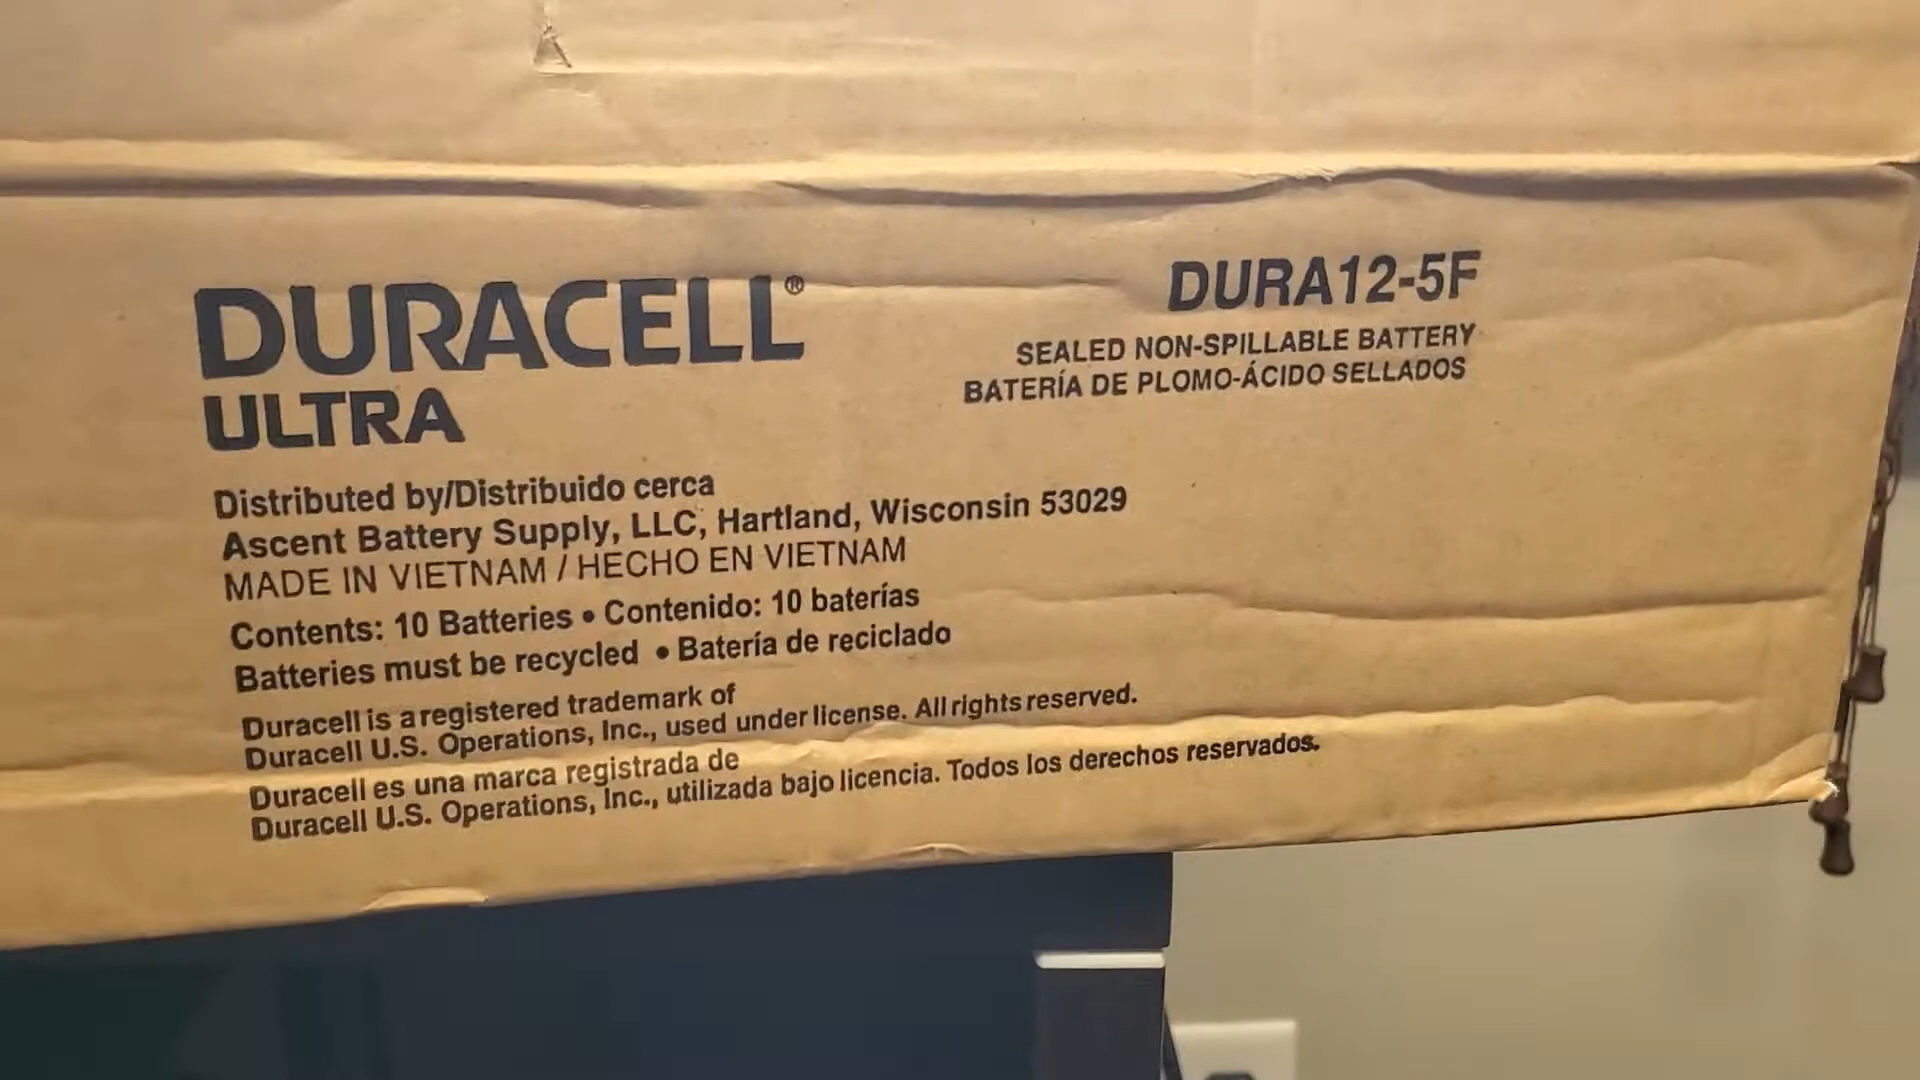 DURACELL®
ULTRA
DURA12-5F
SEALED NON-SPILLABLE BATTERY
BATERÍA DE PLOMO-ÁCIDO SELLADOS
Distributed by/Distribuido cerca
Ascent Battery Supply, LLC, Hartland, Wisconsin 53029
MADE IN VIETNAM / HECHO EN VIETNAM
Contents: 10 Batteries • Contenido: 10 baterías
Batteries must be recycled • Batería de reciclado
Duracell is a registered trademark of
Duracell U.S. Operations, Inc., used under license. All rights reserved.
Duracell es una marca registrada de
Duracell U.S. Operations, Inc., utilizada bajo licencia. Todos los derechos reservados.